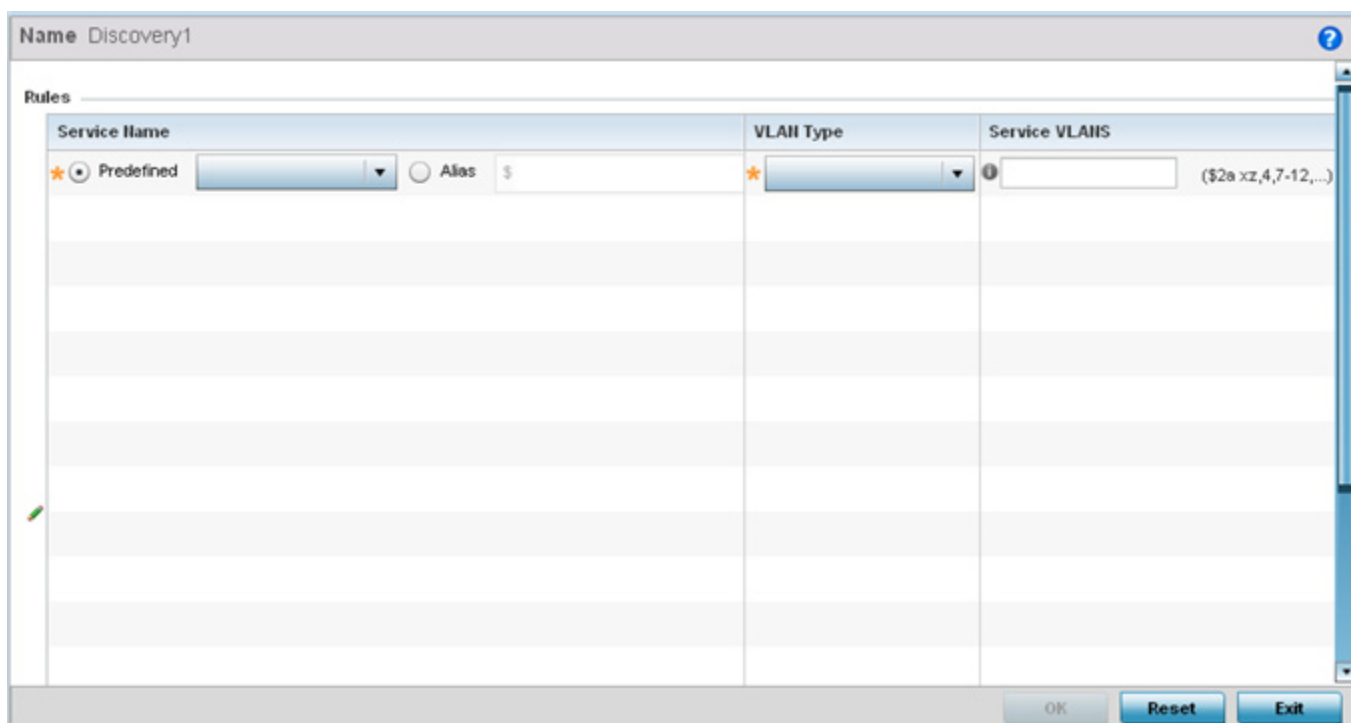 Name Discovery1
?
Rules
Service Name VLAN Type Service VLANS
* Predefined Alias $ * ($2a xz,4,7-12,...)
OK Reset Exit